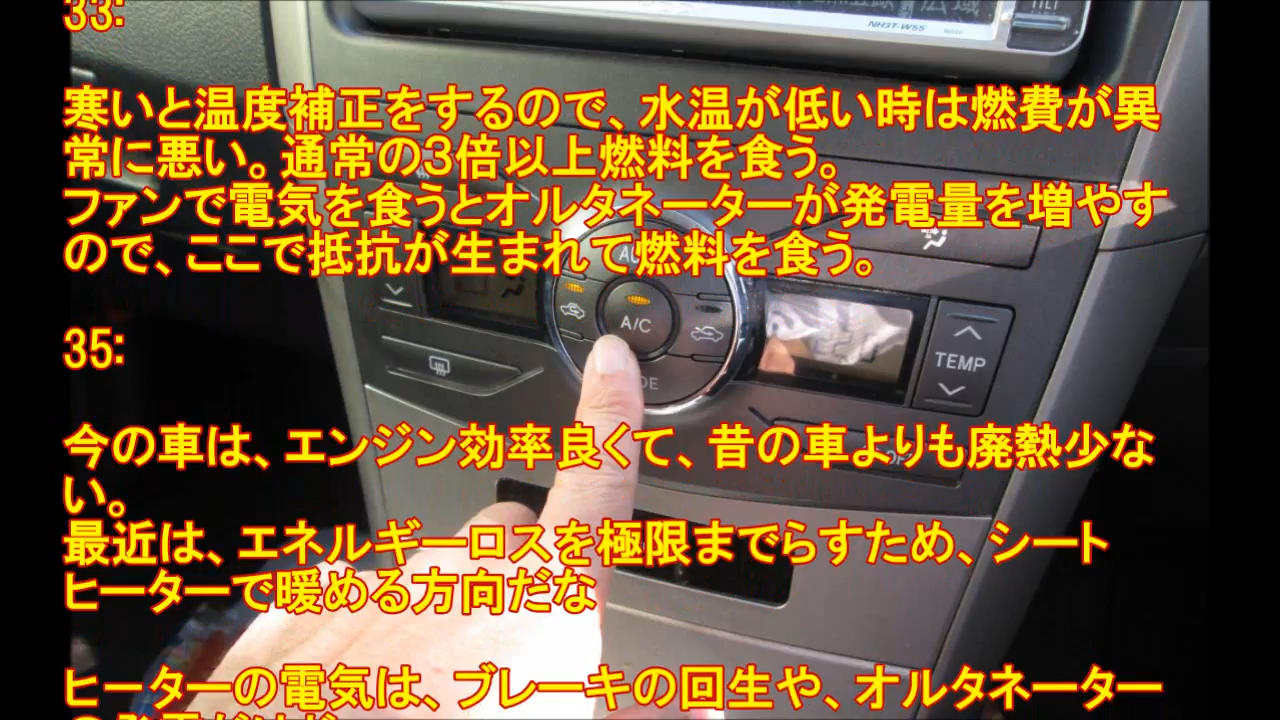 33:
NH3T-W55
TILT
寒いと温度補正をするので、水温が低い時は燃費が異
常に悪い。通常の3倍以上燃料を食う。
ファンで電気を食うとオルタネーターが発電量を増やす
ので、ここで抵抗が生まれて燃料を食う。
A/C
TEMP
35:
今の車は、エンジン効率良くて、昔の車よりも廃熱少な
い。
最近は、エネルギーロスを極限までらすため、シート
ヒーターで暖める方向だな
ヒーターの電気は、ブレーキの回生や、オルタネーター